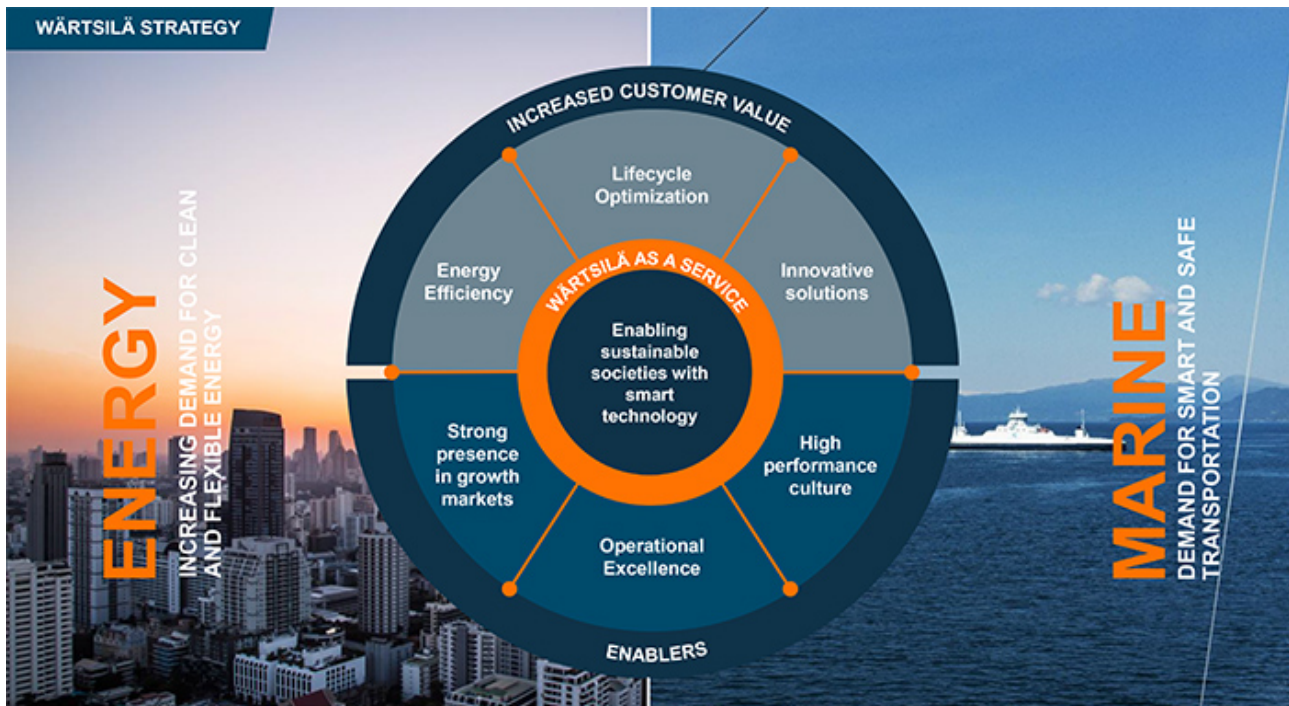 WÄRTSILÄ STRATEGY
INCREASED CUSTOMER VALUE
Lifecycle
Optimization
Energy
Efficiency
Innovative
solutions
WÄRTSILÄ AS A SERVICE
Enabling
sustainable
societies with
smart
technology
Strong
presence
in growth
markets
High
performance
culture
Operational
Excellence
ENABLERS
ENERGY
INCREASING DEMAND FOR CLEAN
AND FLEXIBLE ENERGY
MARINE
DEMAND FOR SMART AND SAFE
TRANSPORTATION